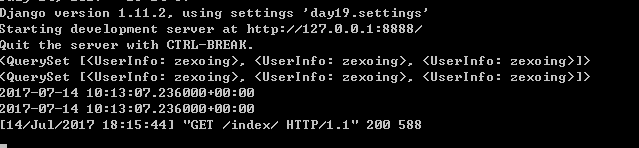 Django version 1.11.2, using settings 'day19.settings'
Starting development server at http://127.0.0.1:8888/
Quit the server with CTRL-BREAK.
<QuerySet [<UserInfo: zexoing>, <UserInfo: zexoing>, <UserInfo: zexoing>]>
<QuerySet [<UserInfo: zexoing>, <UserInfo: zexoing>, <UserInfo: zexoing>]>
2017-07-14 10:13:07.236000+00:00
2017-07-14 10:13:07.236000+00:00
[14/Jul/2017 18:15:44] "GET /index/ HTTP/1.1" 200 588